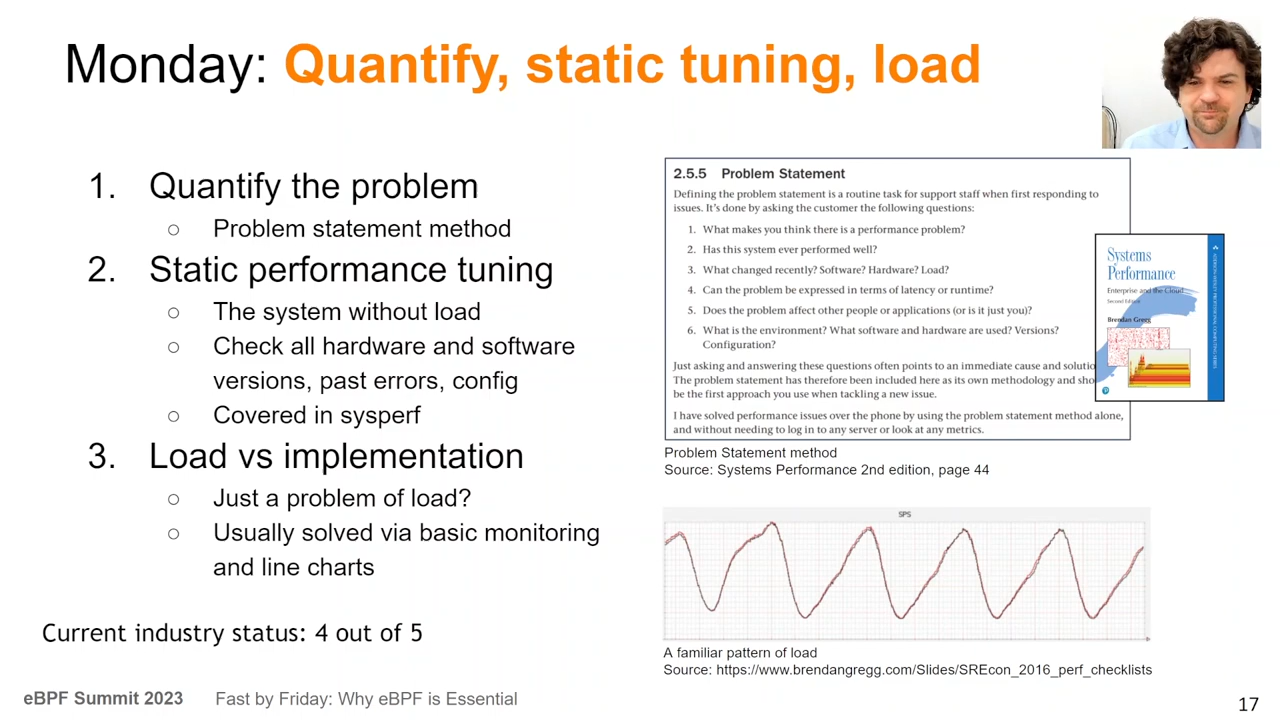 Monday: Quantify, static tuning, load
1. Quantify the problem
○ Problem statement method
2. Static performance tuning
○ The system without load
○ Check all hardware and software
versions, past errors, config
○ Covered in sysperf
3. Load vs implementation
○ Just a problem of load?
○ Usually solved via basic monitoring
and line charts
Current industry status: 4 out of 5
2.5.5 Problem Statement
Defining the problem statement is a routine task for support staff when first responding to
issues. It's done by asking the customer the following questions:
1. What makes you think there is a performance problem?
2. Has this system ever performed well?
3. What changed recently? Software? Hardware? Load?
4. Can the problem be expressed in terms of latency or runtime?
5. Does the problem affect other people or applications (or is it just you)?
6. What is the environment? What software and hardware are used? Versions?
Configuration?
Just asking and answering these questions often points to an immediate cause and
The problem statement has therefore been included here as its own methodology and
be the first approach you use when tackling a new issue.
I have solved performance issues over the phone by using the problem statement method alone,
and without needing to log in to any server or look at any metrics.
Systems
Performance
Enterprise and the Cloud
Second Edition
Brendan Gregg
Problem Statement method
Source: Systems Performance 2nd edition, page 44
SPS
A familiar pattern of load
Source: https://www.brendangregg.com/Slides/SREcon_2016_perf_checklists
eBPF Summit 2023 Fast by Friday: Why eBPF is Essential
17